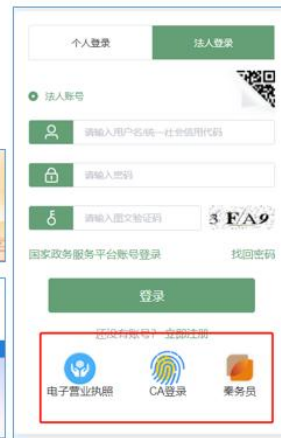 个人登录 法人登录
法人账号
请输入用户名/统一社会信用代码
请输入密码
请输入图文验证码 3 FA9
国家政务服务平台账号登录 找回密码
登录
还没有账号？ 立即注册
电子营业执照 CA登录 秦务员